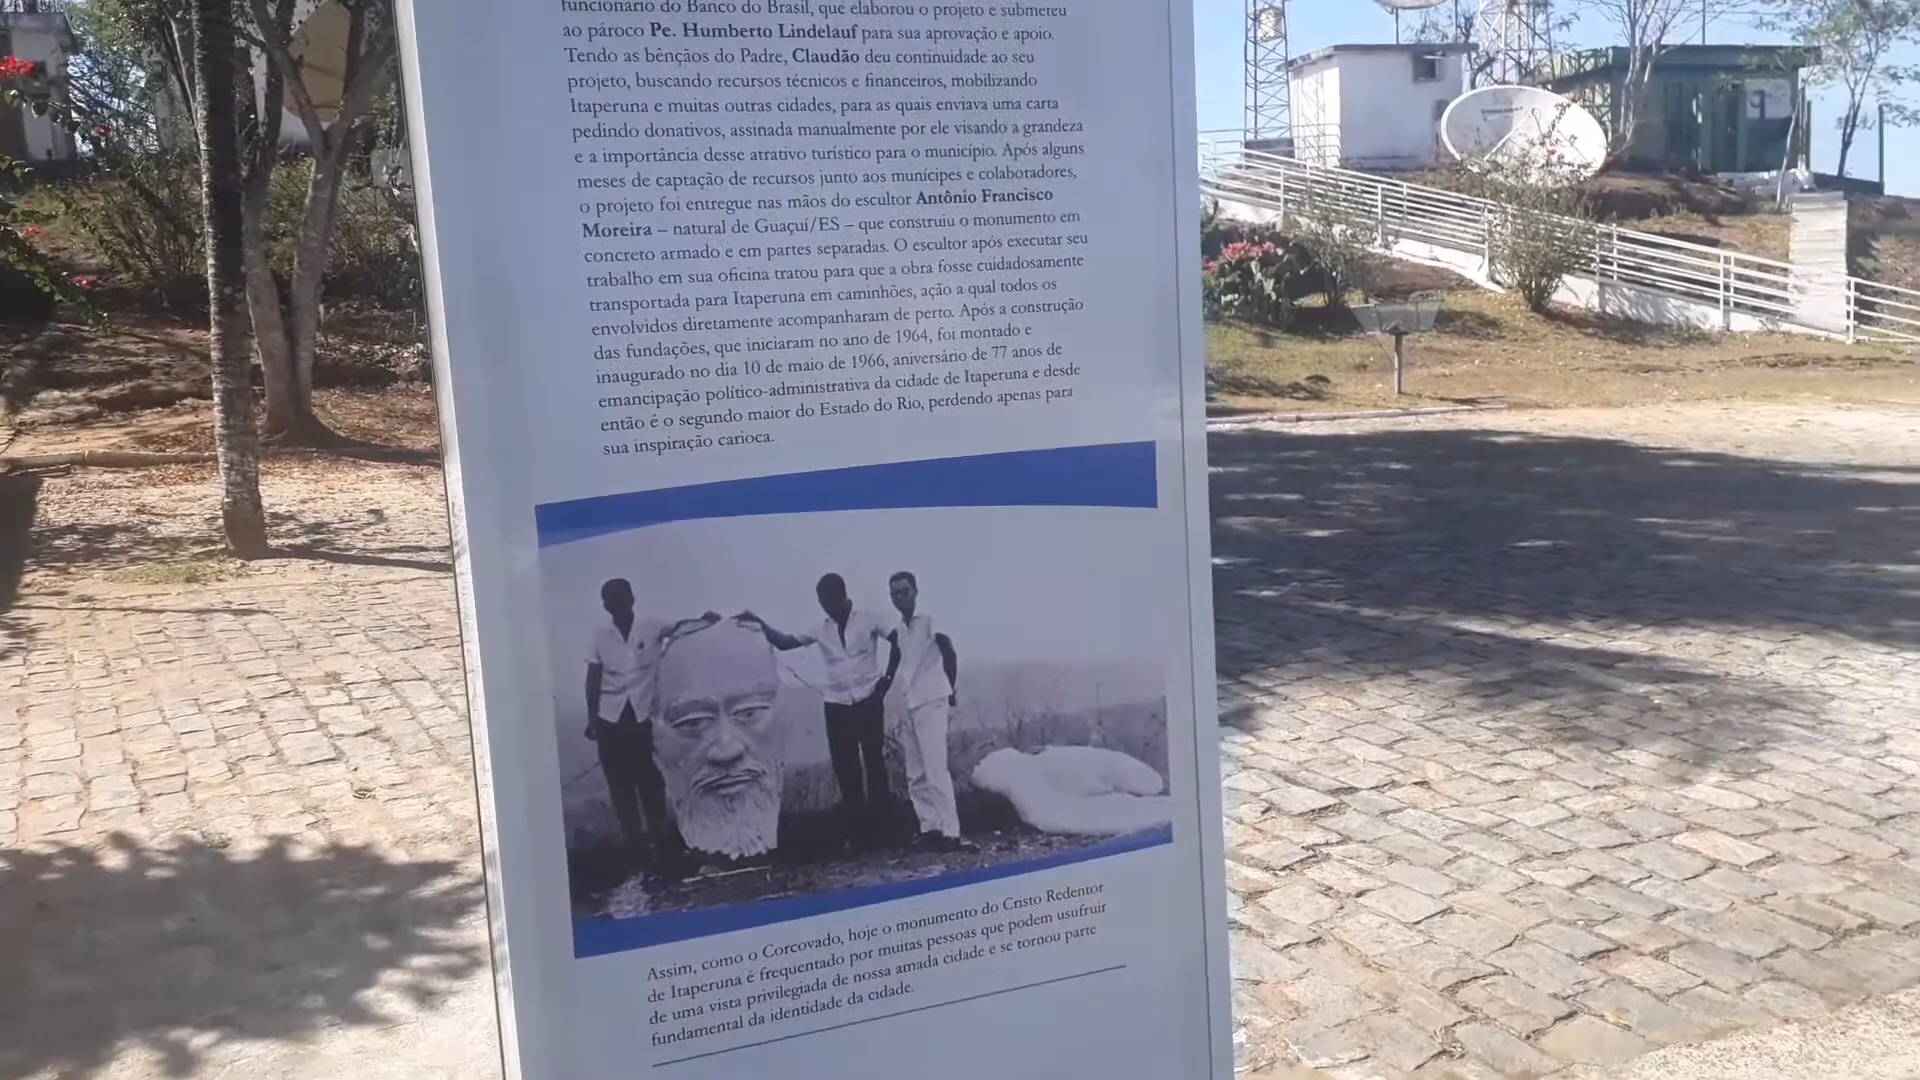 funcionário do Banco do Brasil, que elaborou o projeto e submeteu
ao pároco Pe. Humberto Lindelauf para sua aprovação e apoio.
Tendo as bênçãos do Padre, Claudão deu continuidade ao seu
projeto, buscando recursos técnicos e financeiros, mobilizando
Itaperuna e muitas outras cidades, para as quais enviava uma carta
pedindo donativos, assinada manualmente por ele visando a grandeza
e a importância desse atrativo turístico para o município. Após alguns
meses de captação de recursos junto aos munícipes e colaboradores,
o projeto foi entregue nas mãos do escultor Antônio Francisco
Moreira – natural de Guaçuí/ES – que construiu o monumento em
concreto armado e em partes separadas. O escultor após executar seu
trabalho em sua oficina tratou para que a obra fosse cuidadosamente
transportada para Itaperuna em caminhões, ação a qual todos os
envolvidos diretamente acompanharam de perto. Após a construção
das fundações, que iniciaram no ano de 1964, foi montado e
inaugurado no dia 10 de maio de 1966, aniversário de 77 anos de
emancipação político-administrativa da cidade de Itaperuna e desde
então é o segundo maior do Estado do Rio, perdendo apenas para
sua inspiração carioca.
Assim, como o Corcovado, hoje o monumento do Cristo Redentor
de Itaperuna é frequentado por muitas pessoas que podem usufruir
de uma vista privilegiada de nossa amada cidade e se tornou parte
fundamental da identidade da cidade.